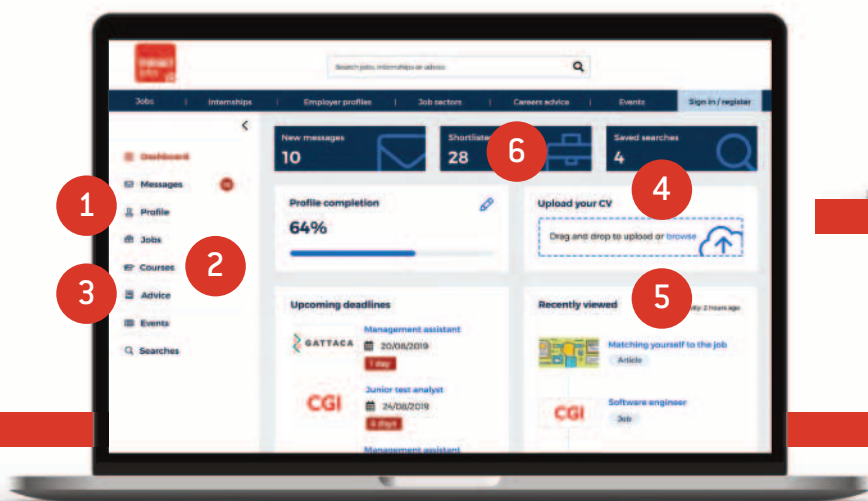 Search jobs, internships or advice
Jobs | Internships | Employer profiles | Job sectors | Careers advice | Events Sign in / register
New messages
10
Shortliste
28
6
Saved searches
4
Dashboard
Messages
1
Profile
Jobs
2
Courses
3
Advice
Events
Searches
Profile completion
64%
4
Upload your CV
Drag and drop to upload or browse
Upcoming deadlines
GATTACA
Management assistant
20/08/2019
1 day
CGI
Junior test analyst
24/08/2019
days
Management assistant
5
Recently viewed
2 hours ago
Matching yourself to the job
Article
CGI
Software engineer
Job